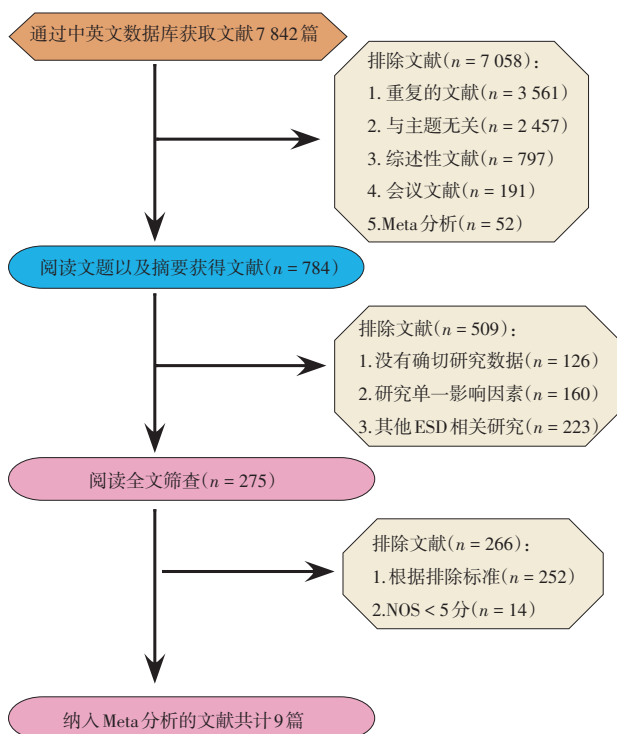 通过中英文数据库获取文献7 842篇
排除文献(n = 7 058)：
1. 重复的文献(n = 3 561)
2. 与主题无关(n = 2 457)
3. 综述性文献(n = 797)
4. 会议文献(n = 191)
5.Meta分析(n = 52)
阅读文题以及摘要获得文献(n = 784)
排除文献(n = 509)：
1.没有确切研究数据(n = 126)
2.研究单一影响因素(n = 160)
3.其他ESD相关研究(n = 223)
阅读全文筛查(n = 275)
排除文献(n = 266)：
1.根据排除标准(n = 252)
2.NOS < 5分(n = 14)
纳入Meta分析的文献共计9篇